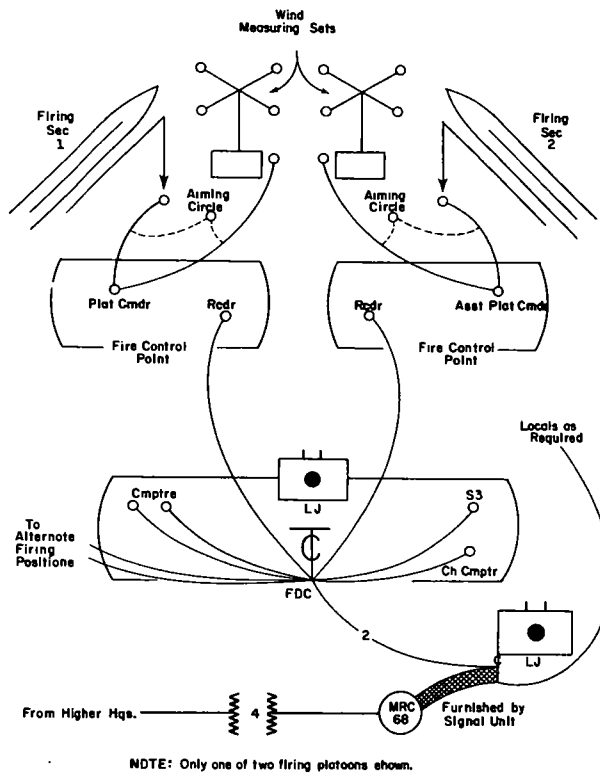 Wind
Measuring Sets
Firing
Sec
1
Firing
Sec
2
Aiming
Circle
Aiming
Circle
Plat Cmdr
Rcdr
Rcdr
Asst Plat Cmdr
Fire Control
Point
Fire Control
Point
Locals as
Required
Cmptrs
LJ
S3
To
Alternate
Firing
Positions
C
FDC
Ch Cmptr
2
C
LJ
From Higher Hqs.
4
MRC
68
Furnished by
Signal Unit
NOTE: Only one of two firing platoons shown.